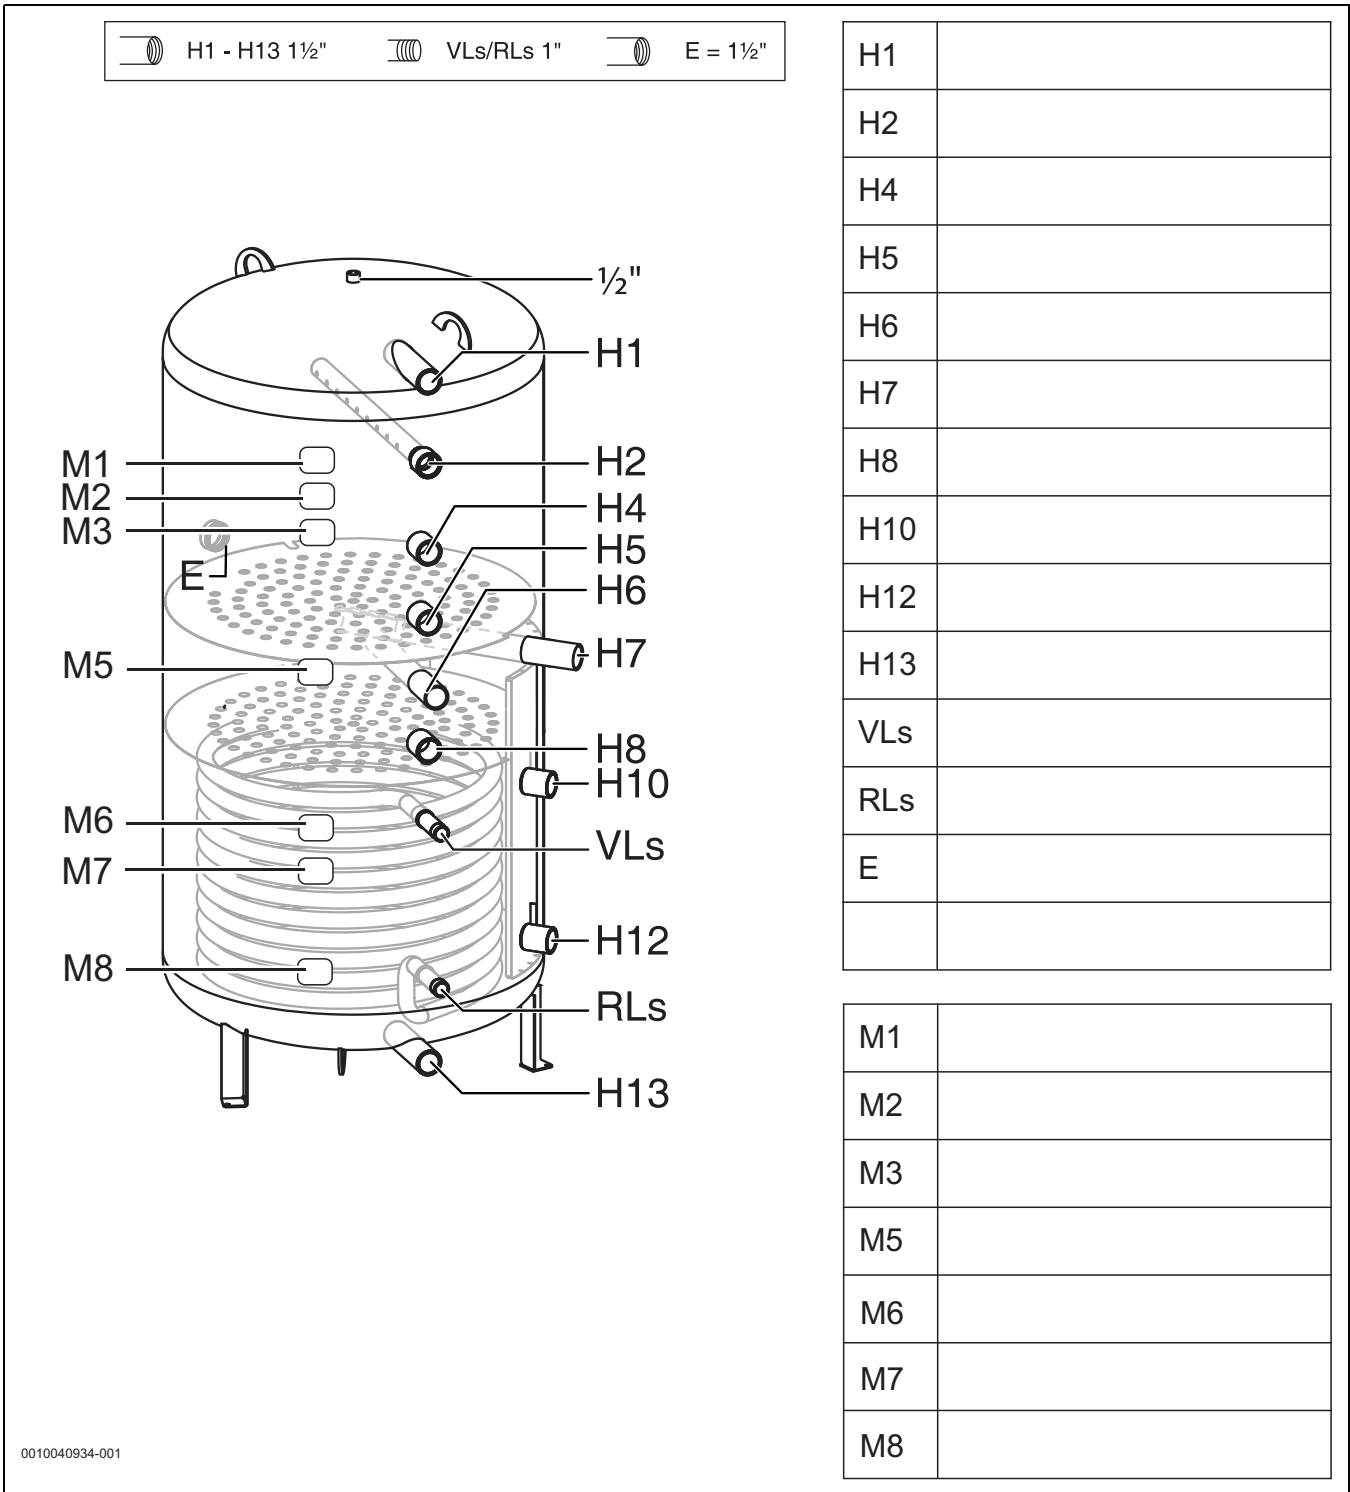 H1 - H13 1½" VLs/RLs 1" E = 1½"
½"
H1
H2
H4
H5
H6
H7
H8
H10
VLs
H12
RLs
H13
M1
M2
M3
E
M5
M6
M7
M8
0010040934-001
H1
H2
H4
H5
H6
H7
H8
H10
H12
H13
VLs
RLs
E
M1
M2
M3
M5
M6
M7
M8